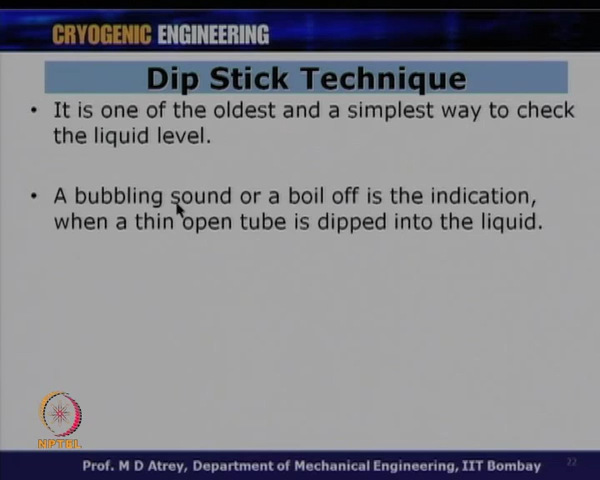 CRYOGENIC ENGINEERING
Dip Stick Technique
• It is one of the oldest and a simplest way to check
the liquid level.
• A bubbling sound or a boil off is the indication,
when a thin open tube is dipped into the liquid.
NPTEL
Prof. M D Atrey, Department of Mechanical Engineering, IIT Bombay
22